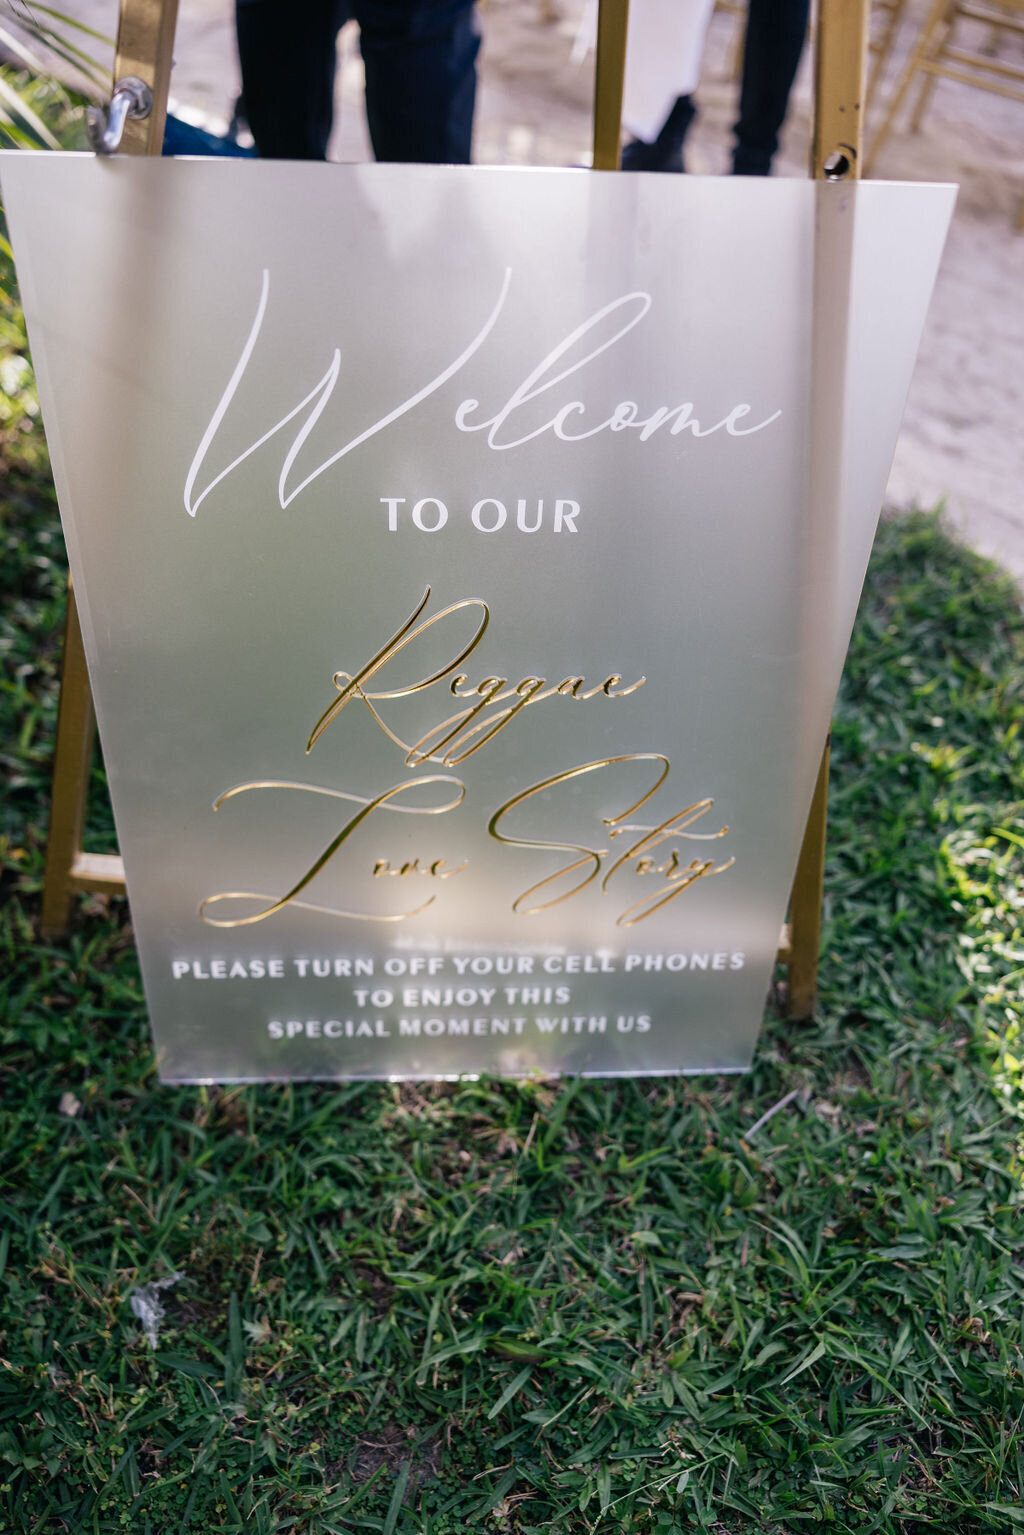 Welcome
TO OUR
Reggae
Love Story
PLEASE TURN OFF YOUR CELL PHONES
TO ENJOY THIS
SPECIAL MOMENT WITH US